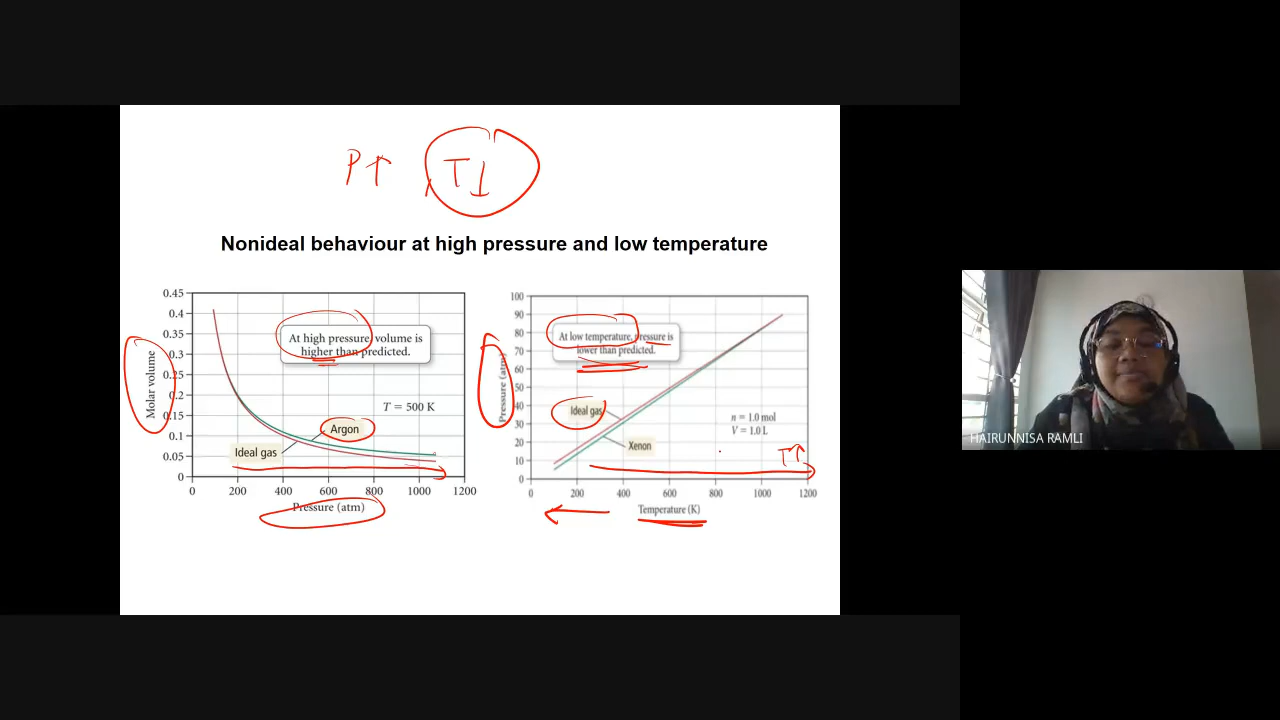 P↑ T↓
Nonideal behaviour at high pressure and low temperature
0.45
0.4
0.35
0.3
0.25
0.2
0.15
0.1
0.05
0
Molar volume
At high pressure, volume is
higher than predicted.
T = 500 K
Argon
Ideal gas
0 200 400 600 800 1000 1200
Pressure (atm)
100
90
80
70
60
50
40
30
20
10
0
Pressure (atm)
At low temperature, pressure is
lower than predicted.
Ideal gas
n = 1.0 mol
V = 1.0 L
Xenon
T↑
0 200 400 600 800 1000 1200
Temperature (K)
HAIRUNNISA RAMLI